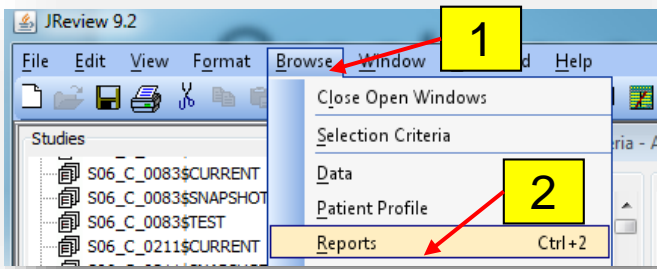 JReview 9.2
1
File Edit View Format Browse Window Help
Close Open Windows
Studies
Selection Criteria
S06_C_0083$CURRENT
Data
S06_C_0083$SNAPSHOT
Patient Profile
2
S06_C_0083$TEST
S06_C_0211$CURRENT
Reports Ctrl+2